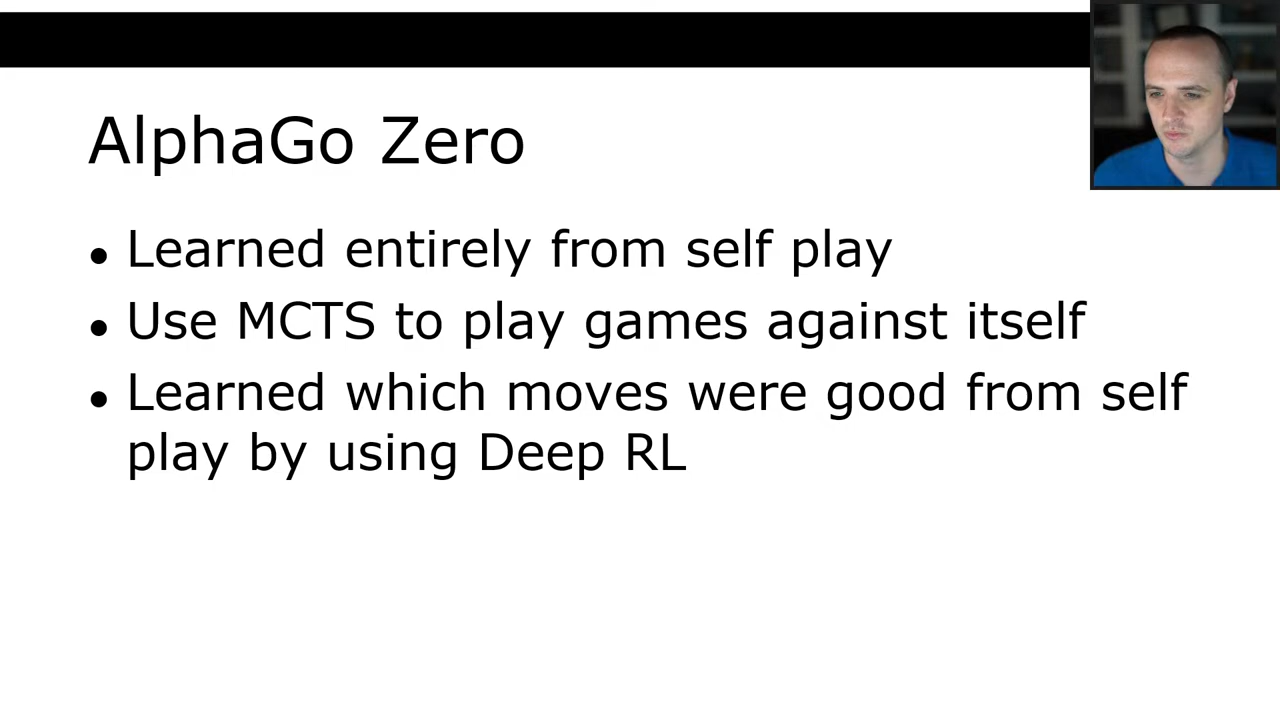 AlphaGo Zero
● Learned entirely from self play
● Use MCTS to play games against itself
● Learned which moves were good from self
play by using Deep RL